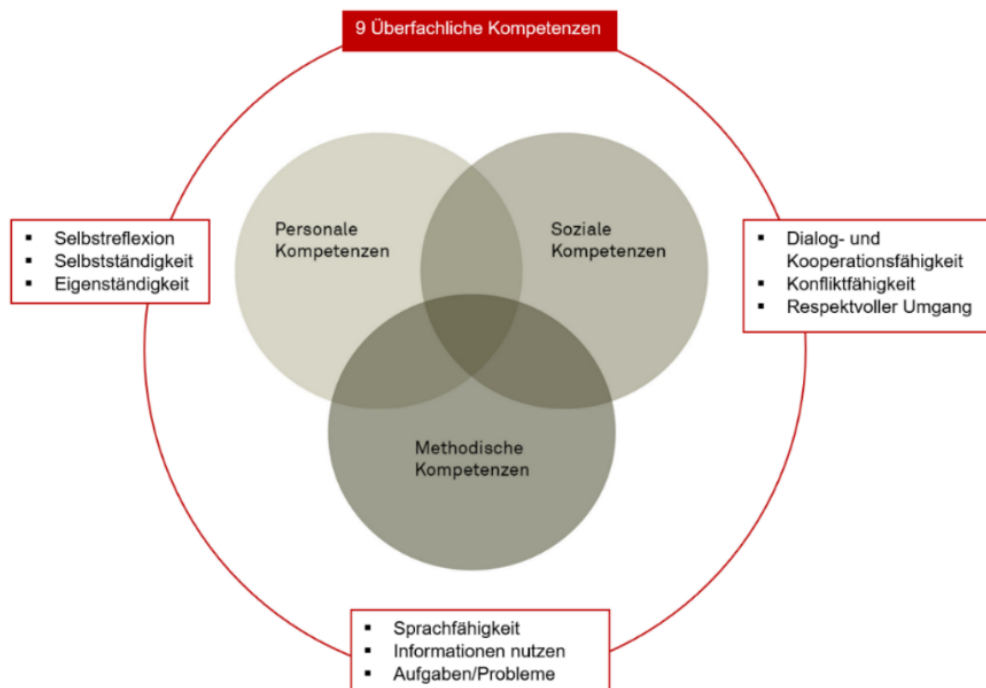 9 Überfachliche Kompetenzen
Personale
Kompetenzen
Soziale
Kompetenzen
▪ Selbstreflexion
▪ Selbstständigkeit
▪ Eigenständigkeit
▪ Dialog- und
Kooperationsfähigkeit
▪ Konfliktfähigkeit
▪ Respektvoller Umgang
Methodische
Kompetenzen
▪ Sprachfähigkeit
▪ Informationen nutzen
▪ Aufgaben/Probleme